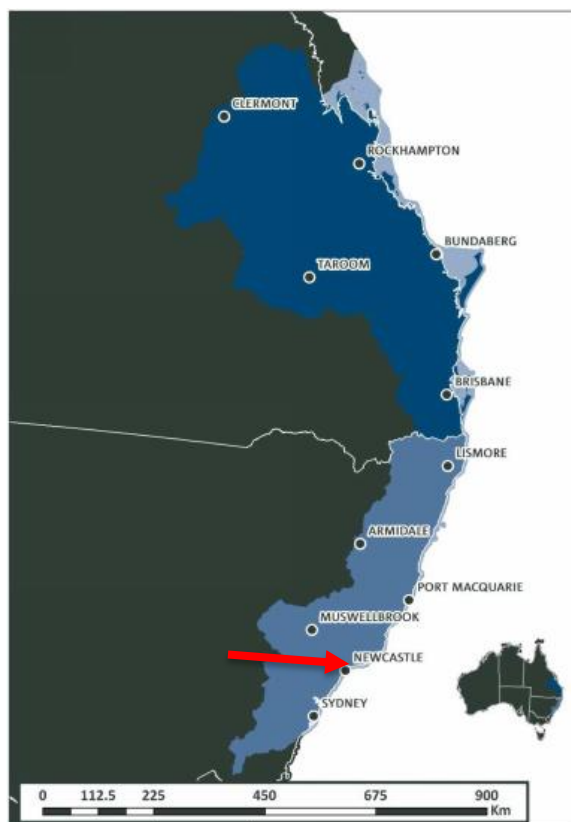 CLERMONT
ROCKHAMPTON
BUNDABERG
TAROOM
BRISBANE
LISMORE
ARMIDALE
PORT MACQUARIE
MUSWELLBROOK
NEWCASTLE
SYDNEY
0 112.5 225 450 675 900
Km